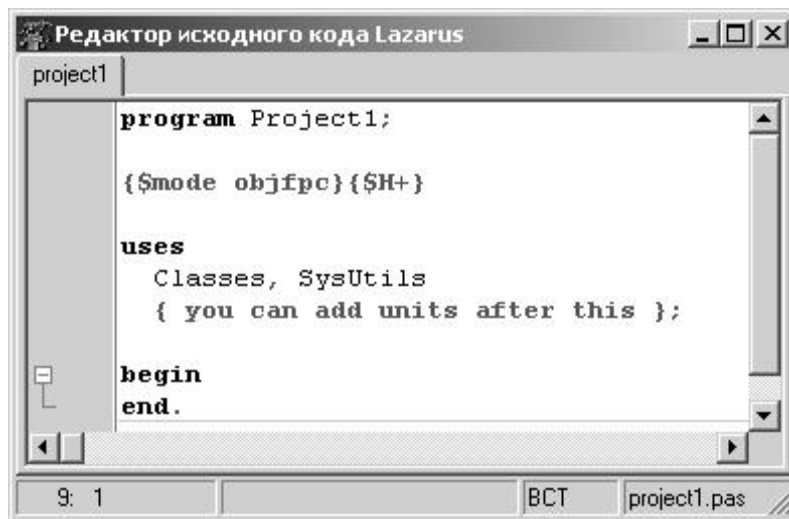 Редактор исходного кода Lazarus
project1
program Project1;
{$mode objfpc}{$H+}
uses
Classes, SysUtils
{ you can add units after this };
begin
end.
9: 1
ВСТ
project1.pas